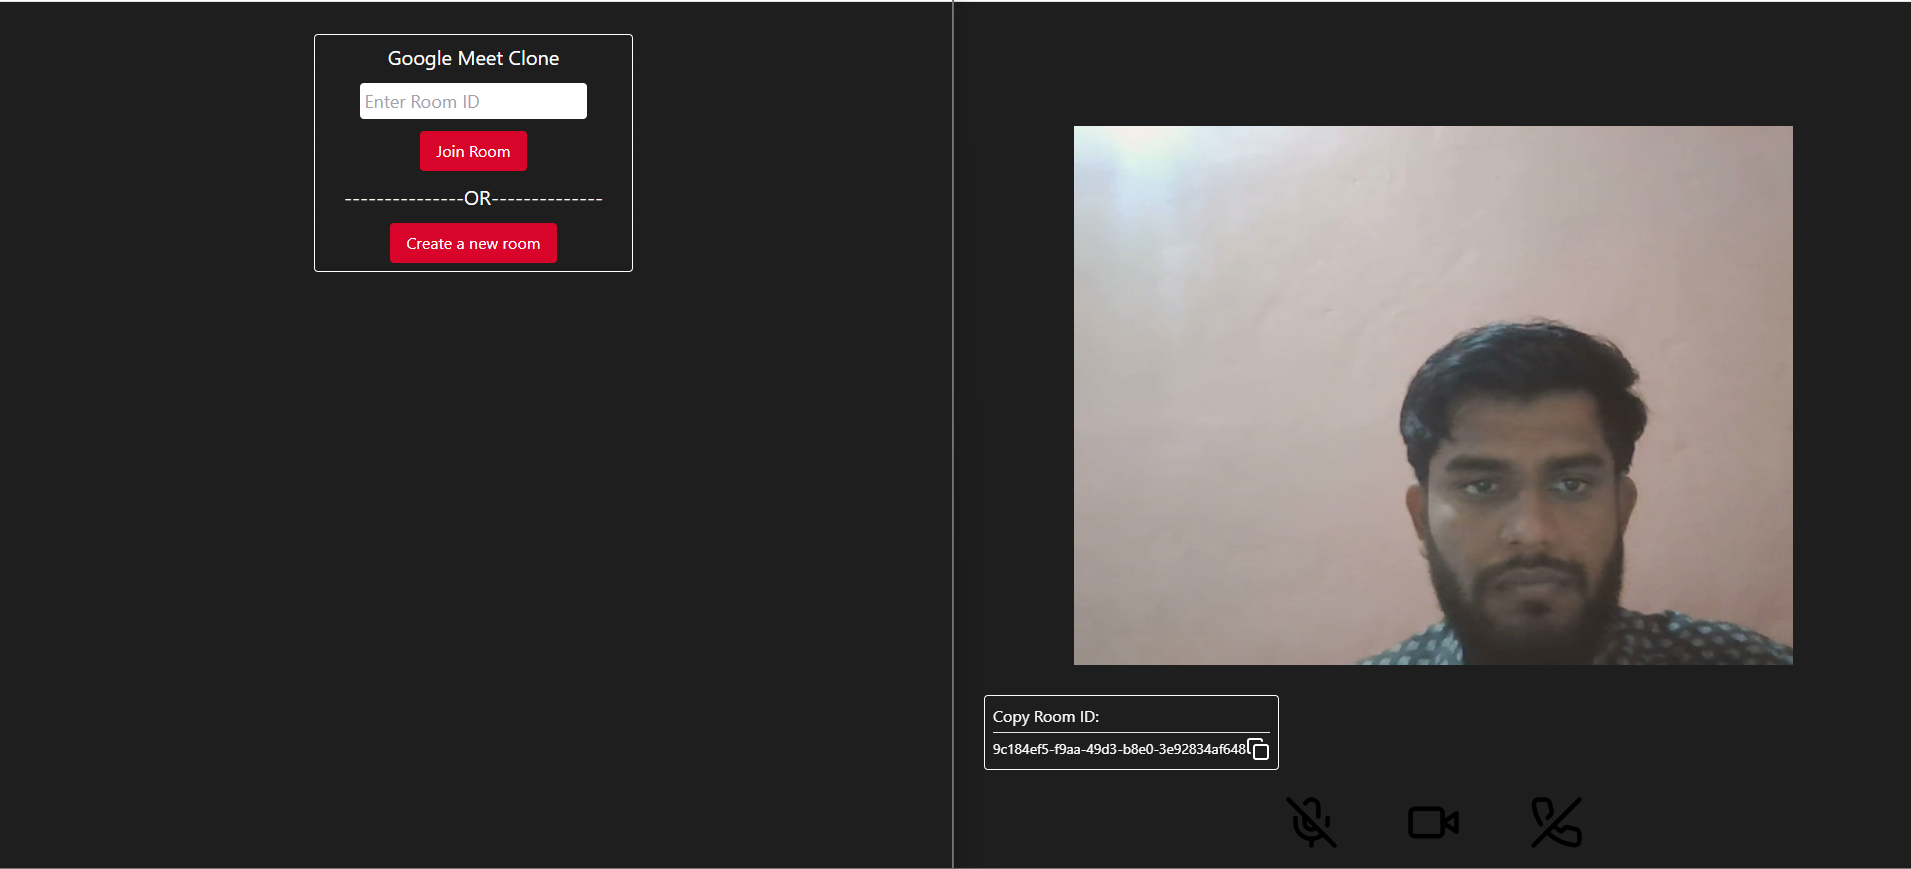 Google Meet Clone
Enter Room ID
Join Room
---------------OR--------------
Create a new room
Copy Room ID:
9c184ef5-f9aa-49d3-b8e0-3e92834af648